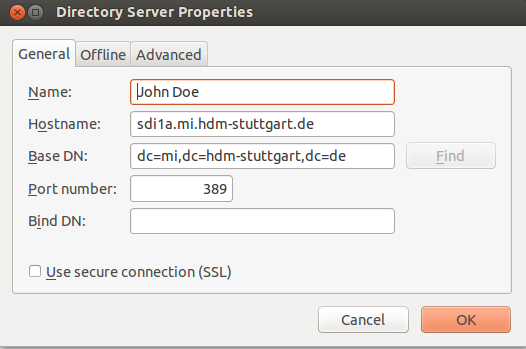 Directory Server Properties
General Offline Advanced
Name: John Doe
Hostname: sdi1a.mi.hdm-stuttgart.de
Base DN: dc=mi,dc=hdm-stuttgart,dc=de Find
Port number: 389
Bind DN:
Use secure connection (SSL)
Cancel OK